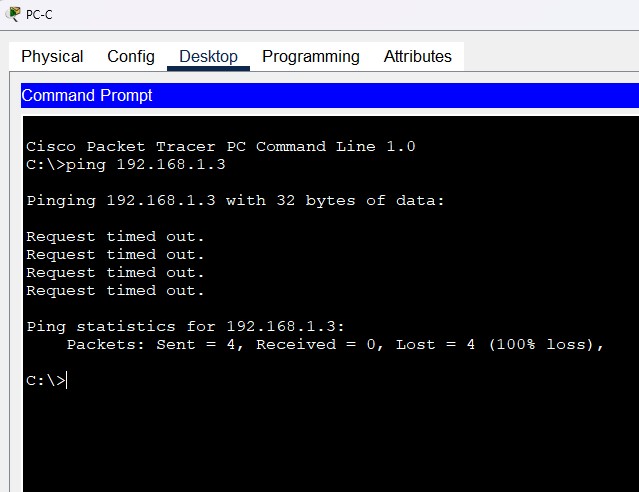 PC-C
Physical Config Desktop Programming Attributes
Command Prompt
Cisco Packet Tracer PC Command Line 1.0
C:\>ping 192.168.1.3
Pinging 192.168.1.3 with 32 bytes of data:
Request timed out.
Request timed out.
Request timed out.
Request timed out.
Ping statistics for 192.168.1.3:
    Packets: Sent = 4, Received = 0, Lost = 4 (100% loss),
C:\>